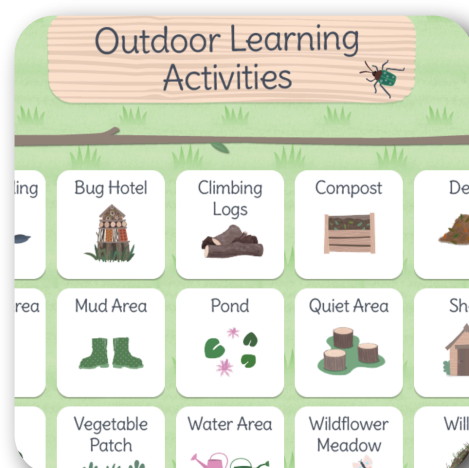 Outdoor Learning
Activities
Bug Hotel
Climbing
Logs
Compost
Mud Area
Pond
Quiet Area
Vegetable
Patch
Water Area
Wildflower
Meadow